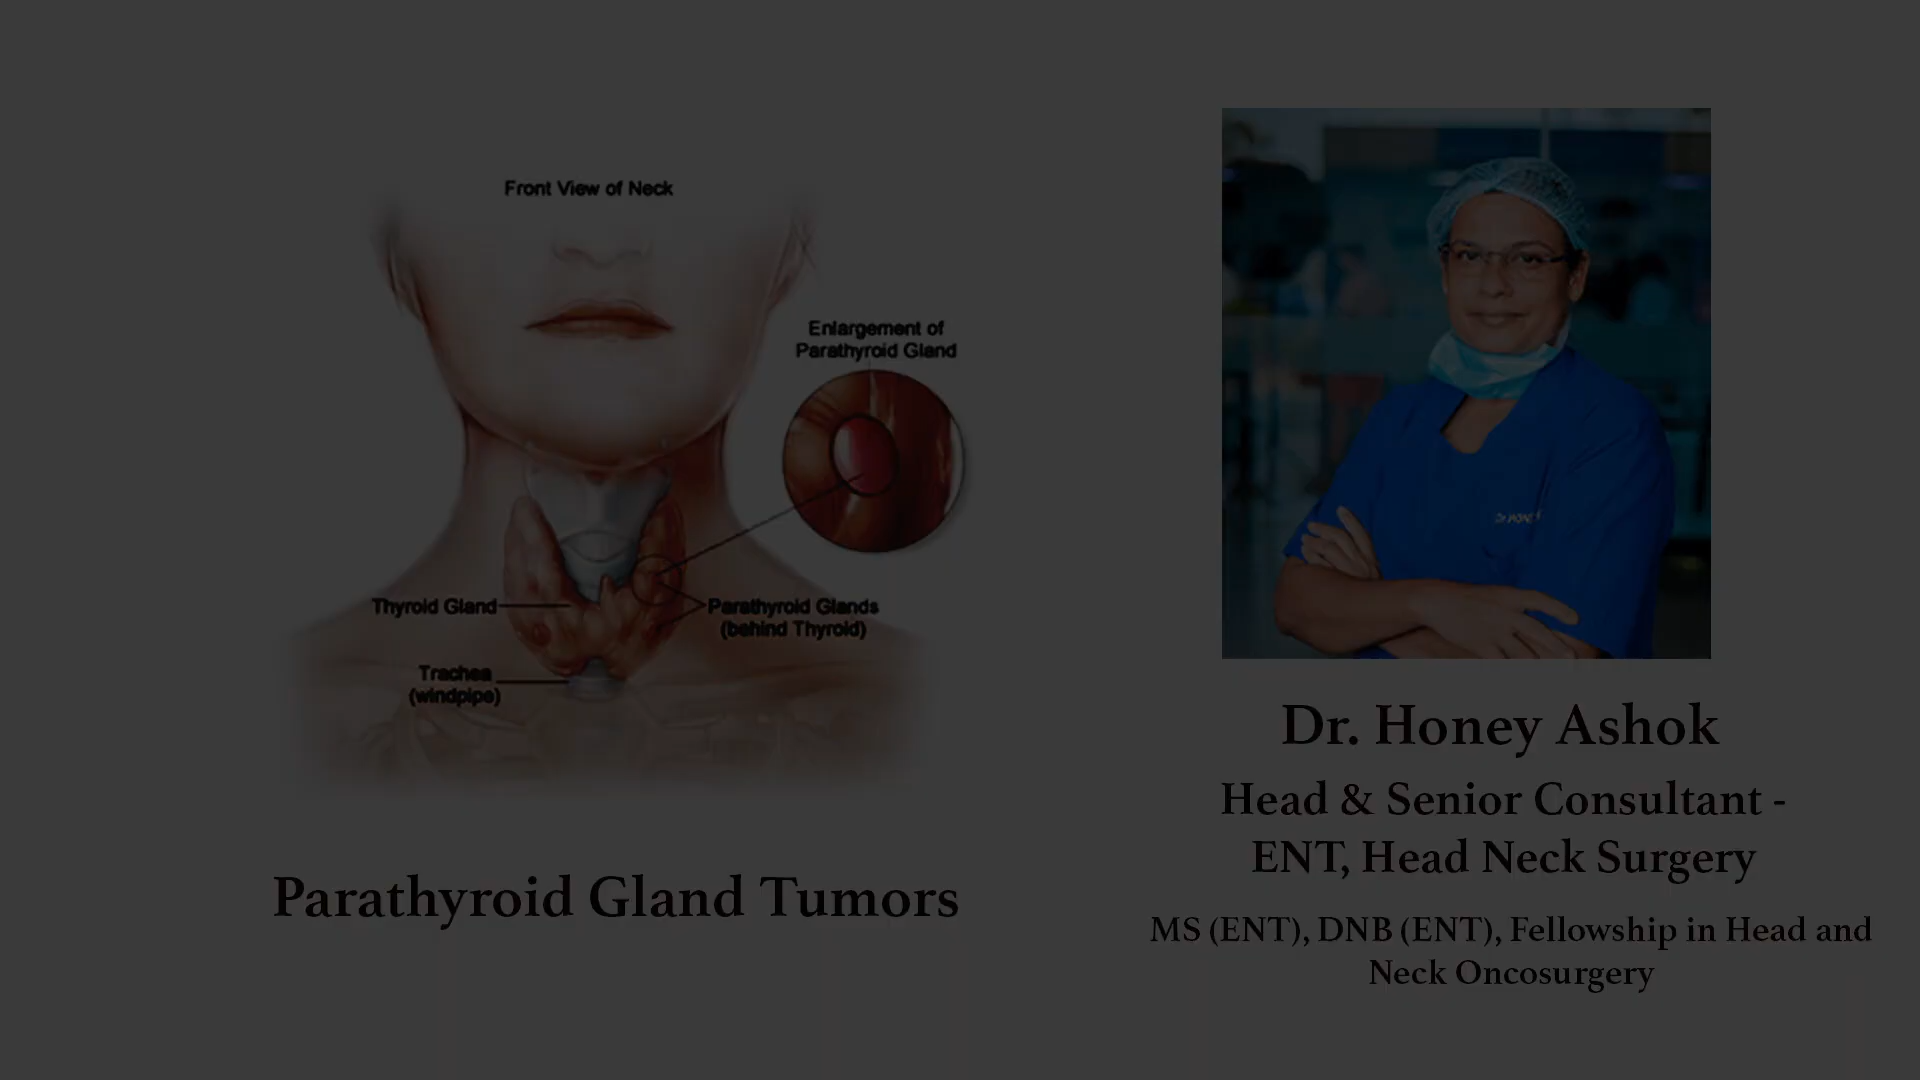 Front View of Neck
Enlargement of
Parathyroid Gland
Thyroid Gland
Parathyroid Glands
(behind Thyroid)
Trachea
(windpipe)
Parathyroid Gland Tumors
Dr. Honey Ashok
Head & Senior Consultant -
ENT, Head Neck Surgery
MS (ENT), DNB (ENT), Fellowship in Head and
Neck Oncosurgery